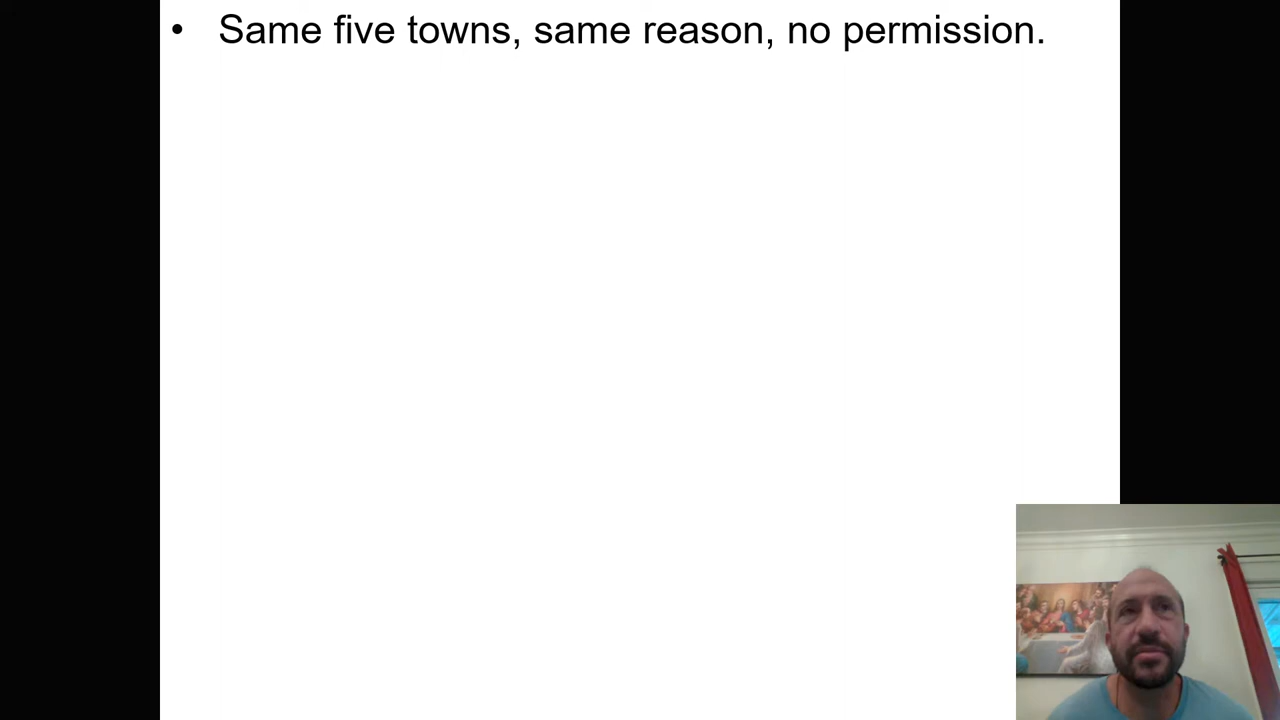 • Same five towns, same reason, no permission.